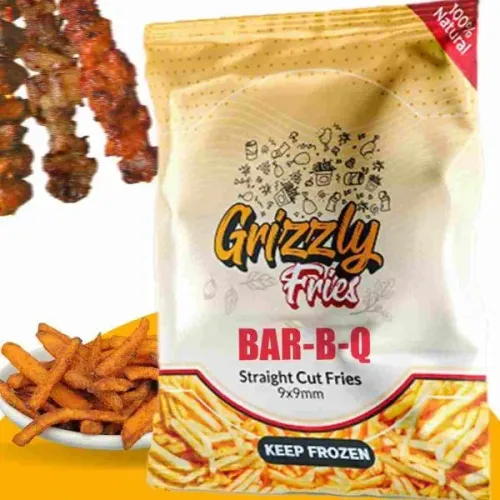 100%
Natural
Grizzly
Fries
BAR-B-Q
Straight Cut Fries
9x9mm
KEEP FROZEN